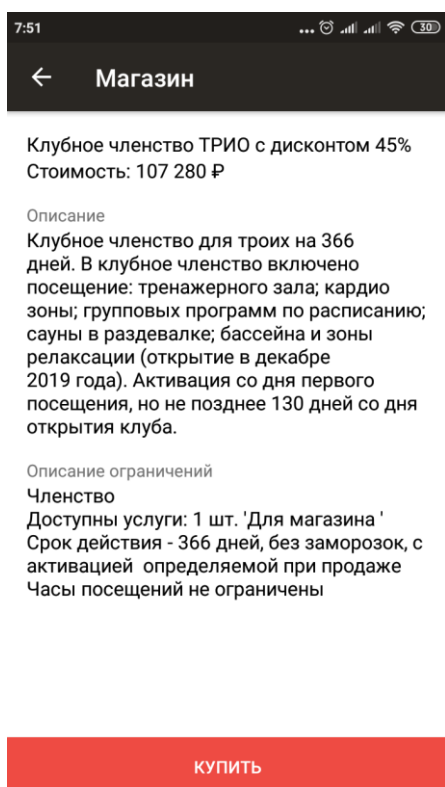 7:51
30
Магазин
Клубное членство ТРИО с дисконтом 45%
Стоимость: 107 280 ₽
Описание
Клубное членство для троих на 366
дней. В клубное членство включено
посещение: тренажерного зала; кардио
зоны; групповых программ по расписанию;
сауны в раздевалке; бассейна и зоны
релаксации (открытие в декабре
2019 года). Активация со дня первого
посещения, но не позднее 130 дней со дня
открытия клуба.
Описание ограничений
Членство
Доступны услуги: 1 шт. 'Для магазина '
Срок действия - 366 дней, без заморозок, с
активацией  определяемой при продаже
Часы посещений не ограничены
КУПИТЬ